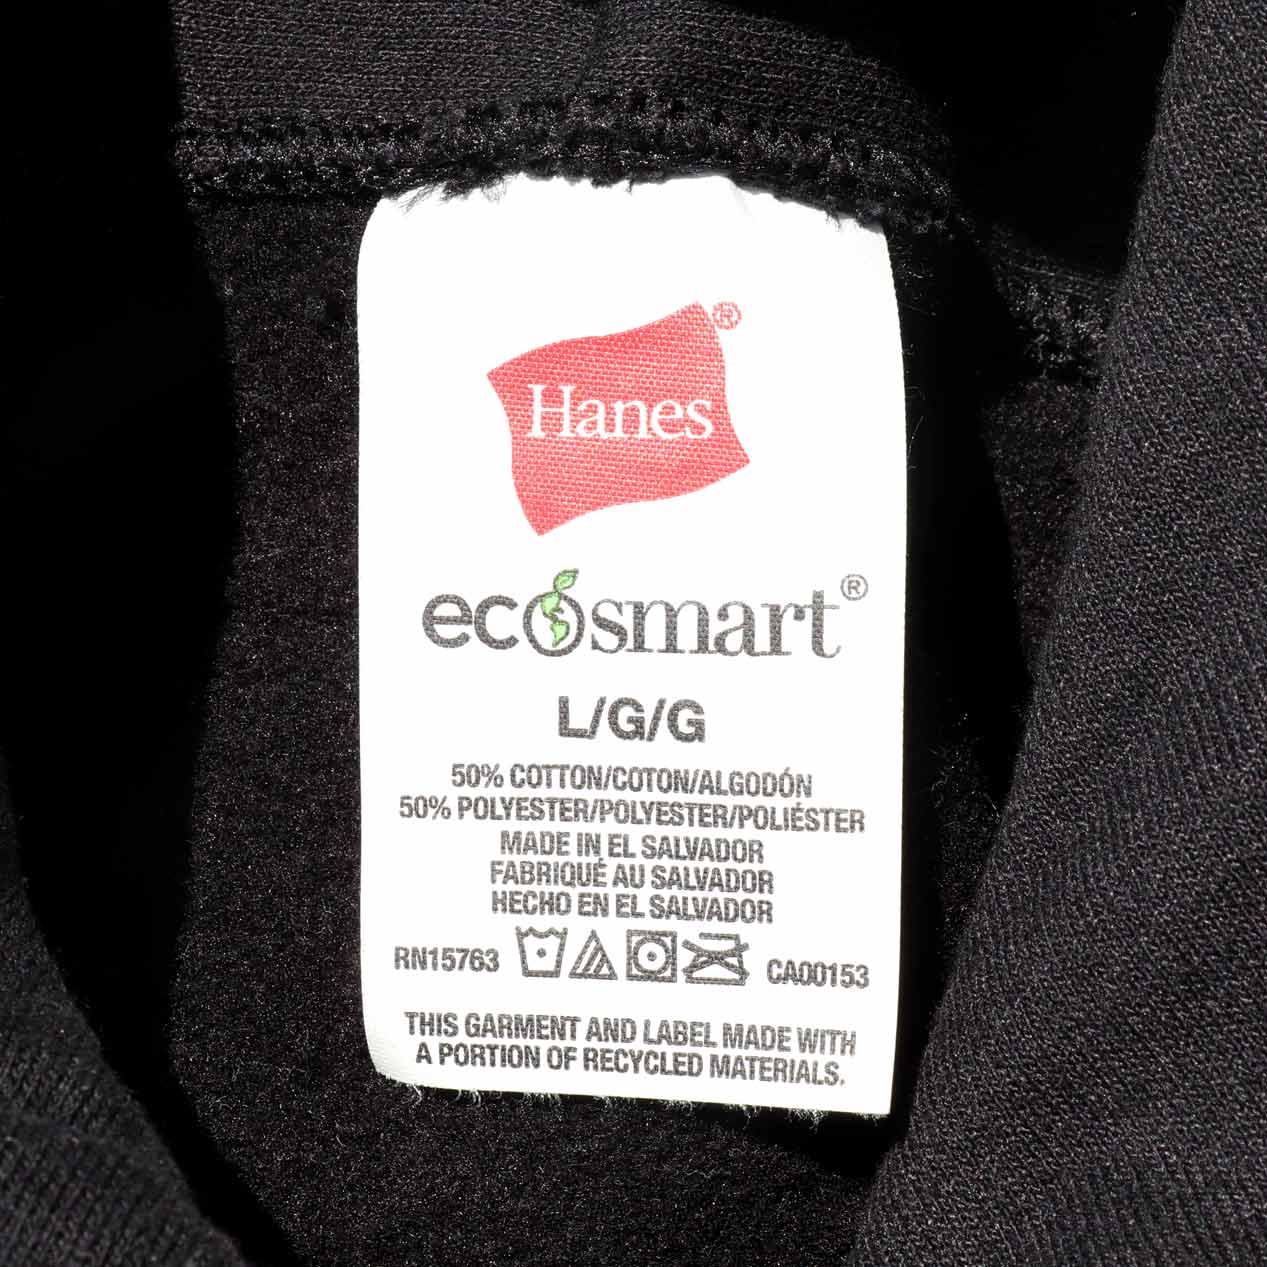 Hanes®
ecosmart®
L/G/G
50% COTTON/COTON/ALGODÓN
50% POLYESTER/POLYESTER/POLIÉSTER
MADE IN EL SALVADOR
FABRIQUÉ AU SALVADOR
HECHO EN EL SALVADOR
RN15763 CA00153
THIS GARMENT AND LABEL MADE WITH
A PORTION OF RECYCLED MATERIALS.